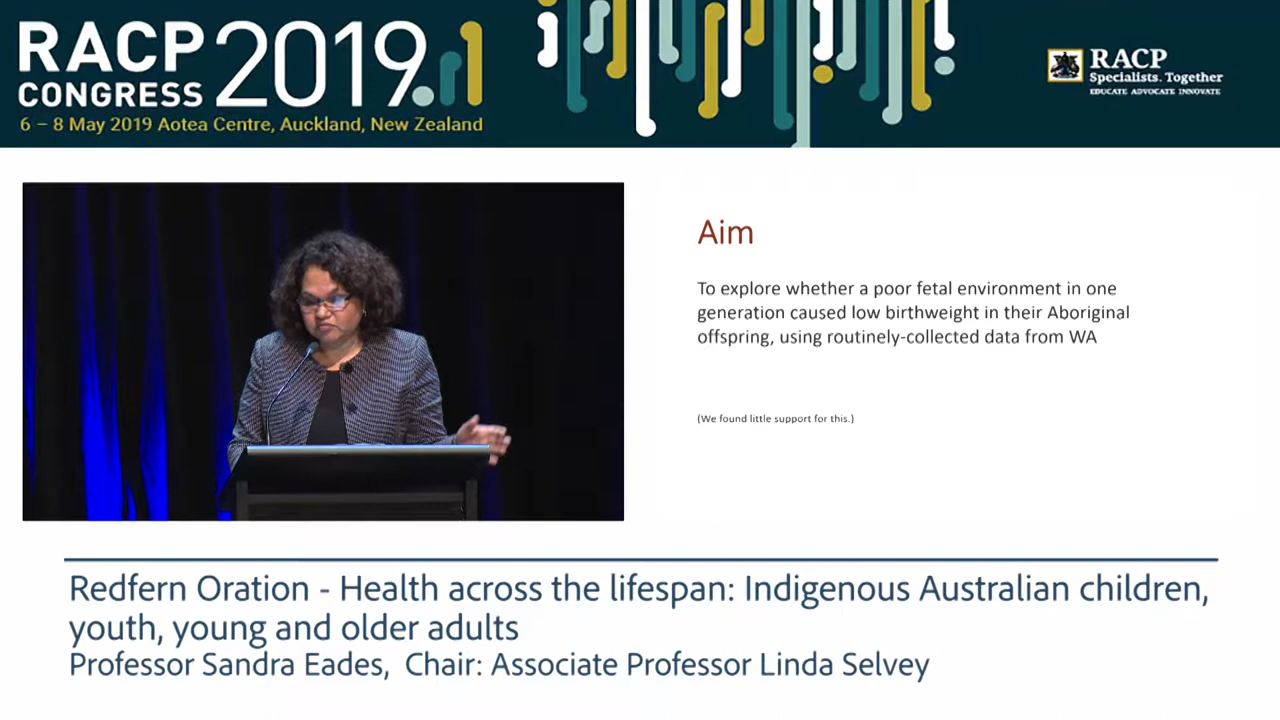 RACP
CONGRESS
2019
6 – 8 May 2019 Aotea Centre, Auckland, New Zealand
RACP
Specialists. Together
EDUCATE ADVOCATE INNOVATE
Aim
To explore whether a poor fetal environment in one
generation caused low birthweight in their Aboriginal
offspring, using routinely-collected data from WA
(We found little support for this.)
Redfern Oration - Health across the lifespan: Indigenous Australian children,
youth, young and older adults
Professor Sandra Eades, Chair: Associate Professor Linda Selvey